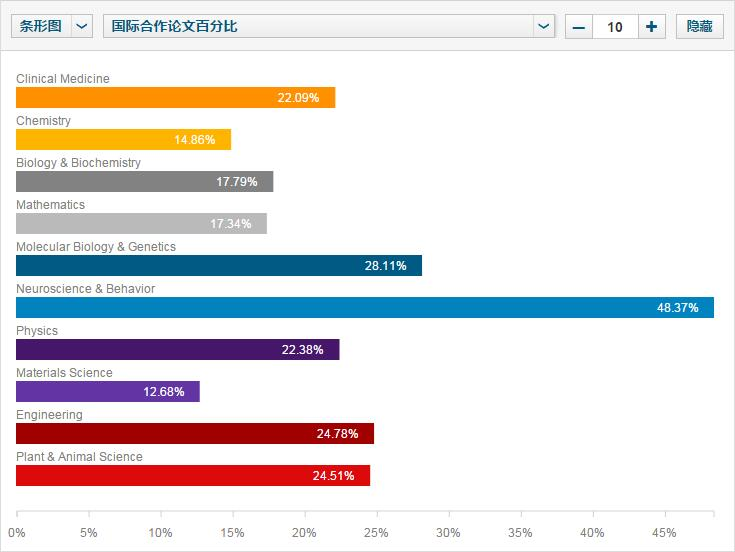 条形图 国际合作论文百分比 10 隐藏
Clinical Medicine
22.09%
Chemistry
14.86%
Biology & Biochemistry
17.79%
Mathematics
17.34%
Molecular Biology & Genetics
28.11%
Neuroscience & Behavior
48.37%
Physics
22.38%
Materials Science
12.68%
Engineering
24.78%
Plant & Animal Science
24.51%
0% 5% 10% 15% 20% 25% 30% 35% 40% 45%